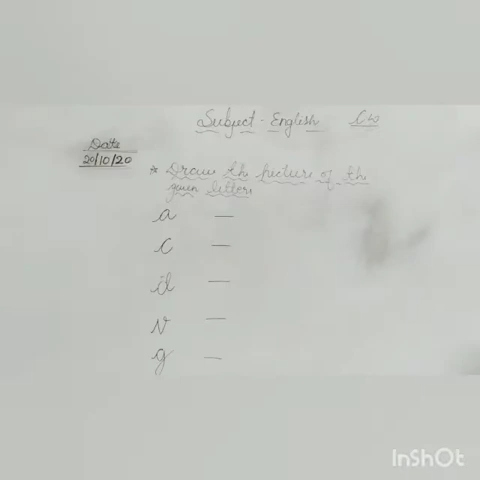 Subject - English C.W
Date
20/10/20
* Draw the picture of the
given letters
a —
c —
d —
v —
g —
InShOt